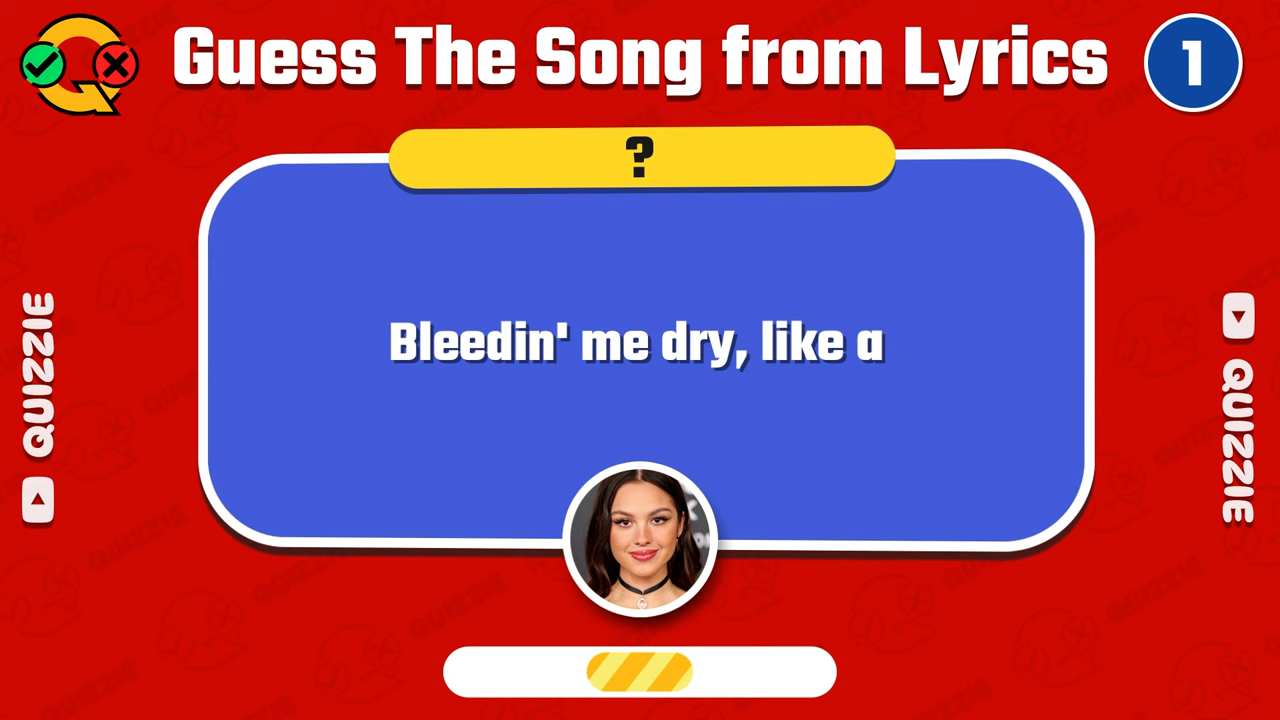 Guess The Song from Lyrics
1
?
Bleedin' me dry, like a
QUIZZIE
QUIZZIE